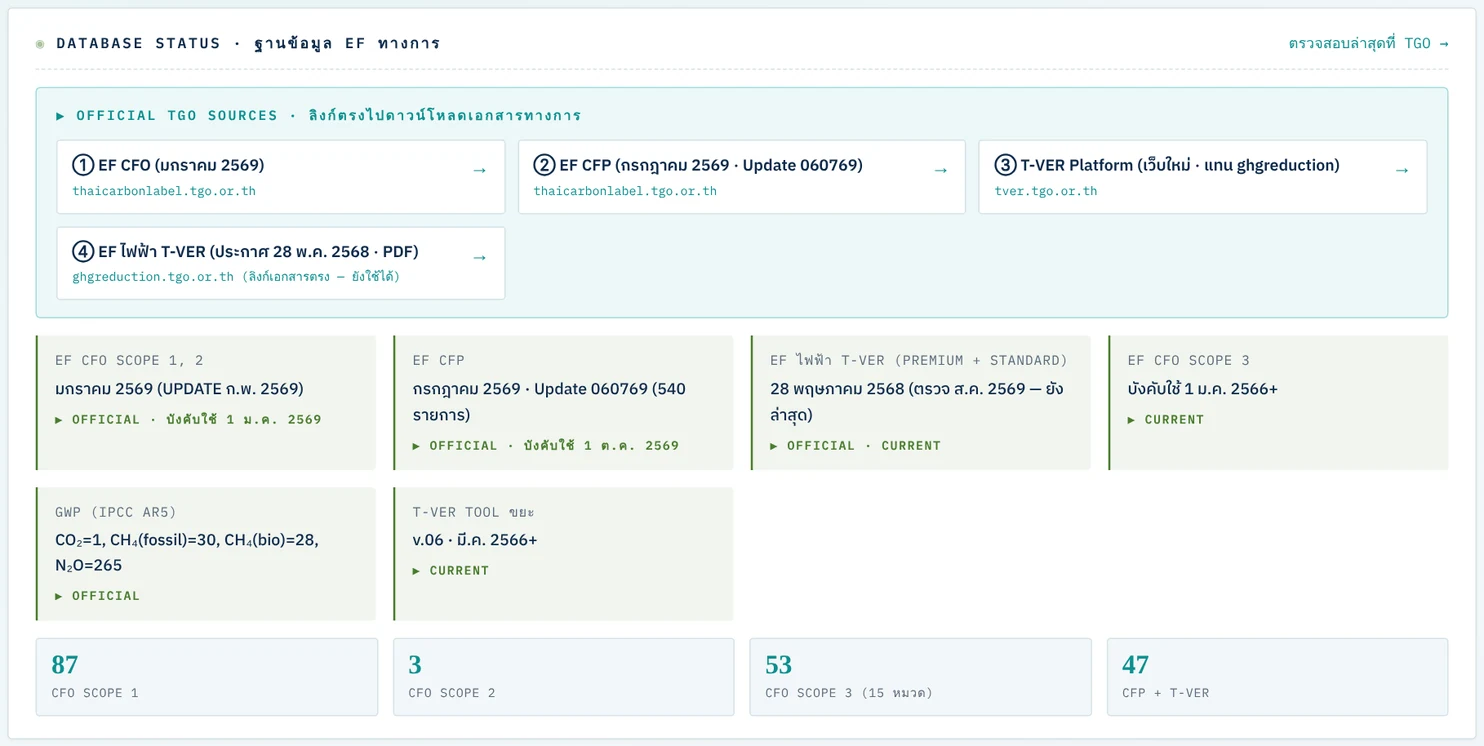 ◉ DATABASE STATUS · ฐานข้อมูล EF ทางการ
ตรวจสอบล่าสุดที่ TGO →
▶ OFFICIAL TGO SOURCES · ลิงก์ตรงไปดาวน์โหลดเอกสารทางการ
① EF CFO (มกราคม 2569) →
thaicarbonlabel.tgo.or.th
② EF CFP (กรกฎาคม 2569 · Update 060769) →
thaicarbonlabel.tgo.or.th
③ T-VER Platform (เว็บใหม่ · แทน ghgreduction) →
tver.tgo.or.th
④ EF ไฟฟ้า T-VER (ประกาศ 28 พ.ค. 2568 · PDF) →
ghgreduction.tgo.or.th (ลิงก์เอกสารตรง — ยังใช้ได้)
EF CFO SCOPE 1, 2
มกราคม 2569 (UPDATE ก.พ. 2569)
▶ OFFICIAL · บังคับใช้ 1 ม.ค. 2569
EF CFP
กรกฎาคม 2569 · Update 060769 (540
รายการ)
▶ OFFICIAL · บังคับใช้ 1 ต.ค. 2569
EF ไฟฟ้า T-VER (PREMIUM + STANDARD)
28 พฤษภาคม 2568 (ตรวจ ส.ค. 2569 — ยัง
ล่าสุด)
▶ OFFICIAL · CURRENT
EF CFO SCOPE 3
บังคับใช้ 1 ม.ค. 2566+
▶ CURRENT
GWP (IPCC AR5)
CO₂=1, CH₄(fossil)=30, CH₄(bio)=28,
N₂O=265
▶ OFFICIAL
T-VER TOOL ขยะ
v.06 · มี.ค. 2566+
▶ CURRENT
87
CFO SCOPE 1
3
CFO SCOPE 2
53
CFO SCOPE 3 (15 หมวด)
47
CFP + T-VER